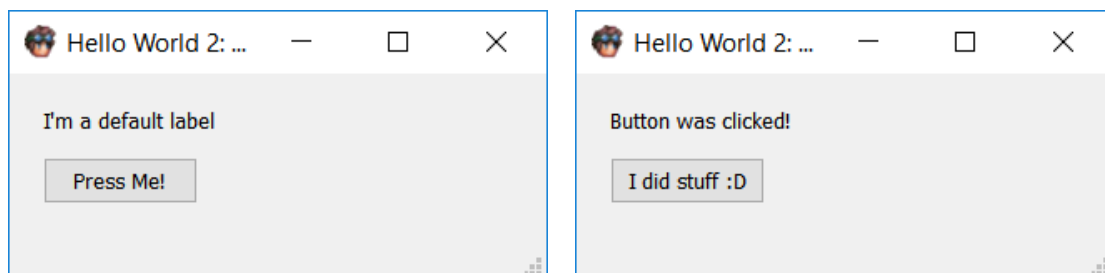 Hello World 2: ...
I'm a default label
Press Me!
Hello World 2: ...
Button was clicked!
I did stuff :D